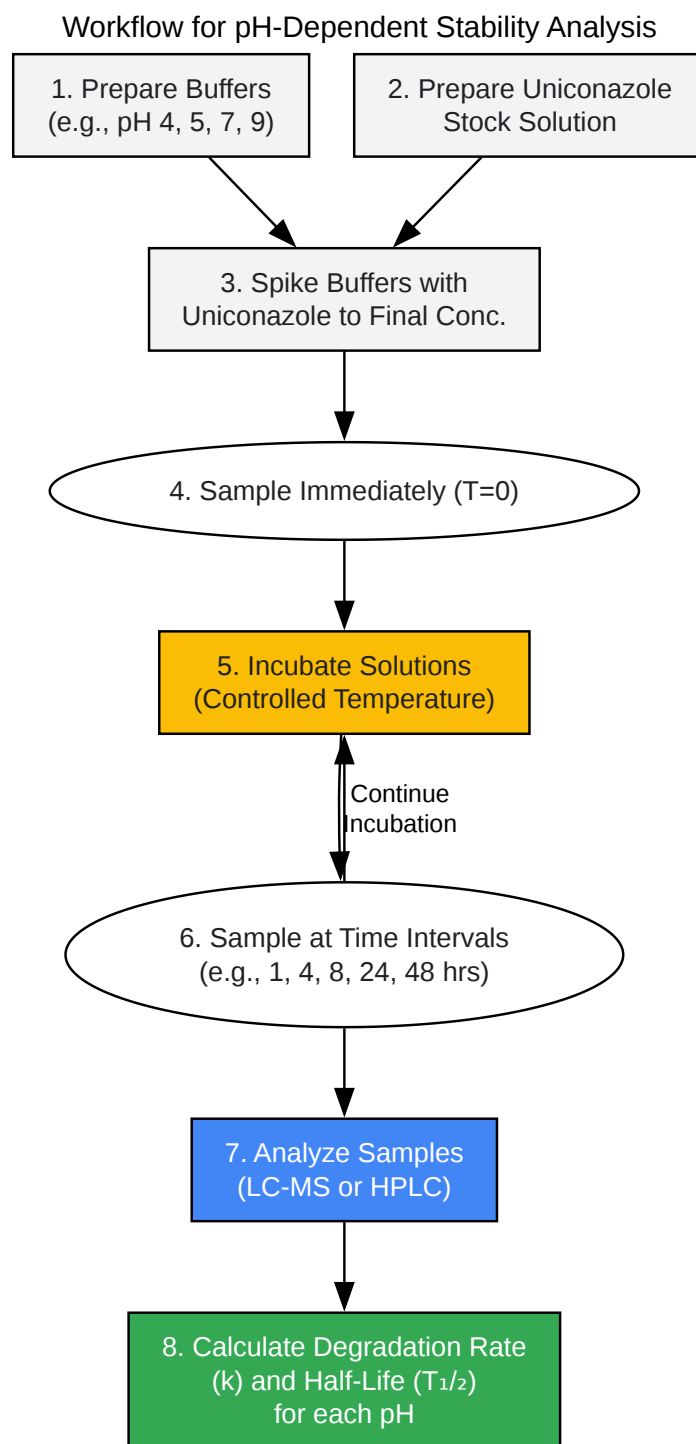 Workflow for pH-Dependent Stability Analysis
1. Prepare Buffers
(e.g., pH 4, 5, 7, 9)
2. Prepare Uniconazole
Stock Solution
3. Spike Buffers with
Uniconazole to Final Conc.
4. Sample Immediately (T=0)
5. Incubate Solutions
(Controlled Temperature)
Continue
Incubation
6. Sample at Time Intervals
(e.g., 1, 4, 8, 24, 48 hrs)
7. Analyze Samples
(LC-MS or HPLC)
8. Calculate Degradation Rate
(k) and Half-Life (T₁/₂)
for each pH